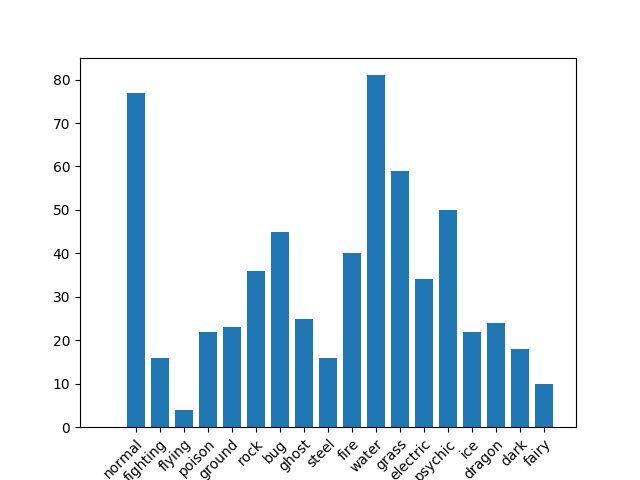 80
70
60
50
40
30
20
10
0
normal
fighting
flying
poison
ground
rock
bug
ghost
steel
fire
water
grass
electric
psychic
ice
dragon
dark
fairy